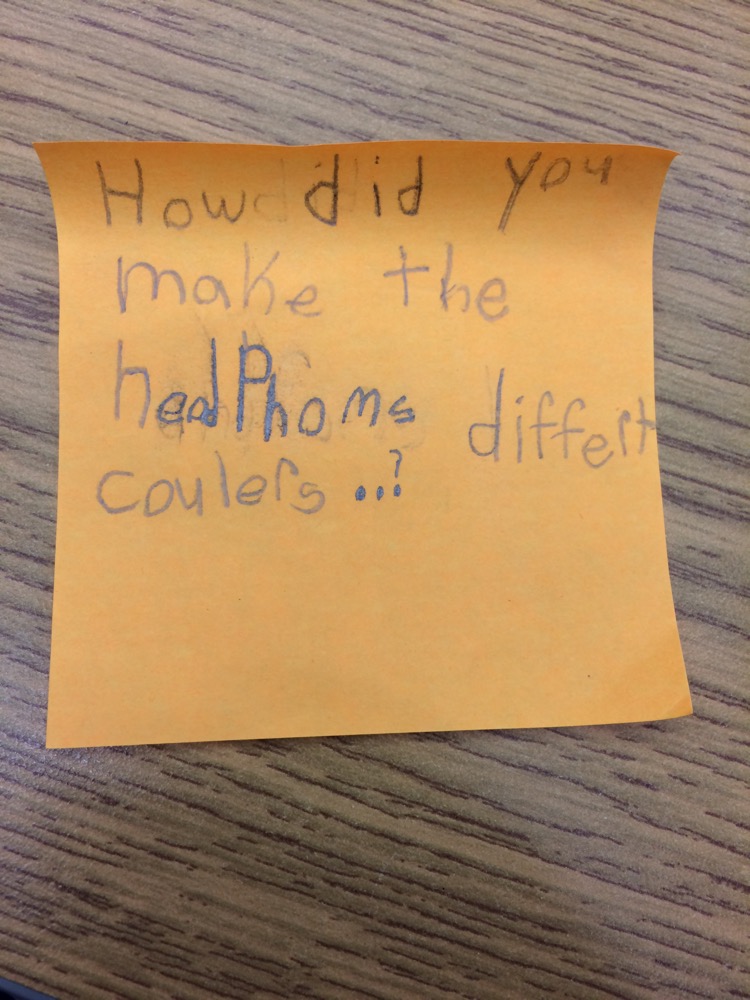 How did you
make the
headPhoms differt
coulers ...?